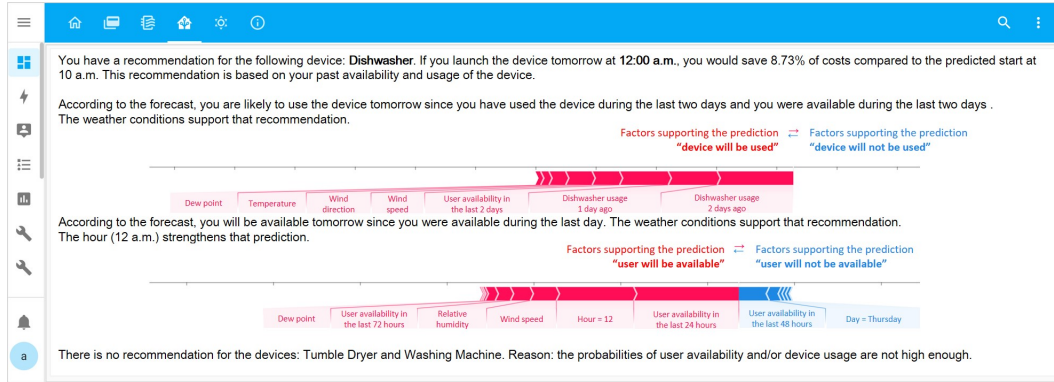 You have a recommendation for the following device: Dishwasher. If you launch the device tomorrow at 12:00 a.m., you would save 8.73% of costs compared to the predicted start at
10 a.m. This recommendation is based on your past availability and usage of the device.
According to the forecast, you are likely to use the device tomorrow since you have used the device during the last two days and you were available during the last two days .
The weather conditions support that recommendation.
Factors supporting the prediction ⇄ Factors supporting the prediction
“device will be used” “device will not be used”
Dew point Temperature Wind direction Wind speed User availability in the last 2 days Dishwasher usage 1 day ago Dishwasher usage 2 days ago
According to the forecast, you will be available tomorrow since you were available during the last day. The weather conditions support that recommendation.
The hour (12 a.m.) strengthens that prediction.
Factors supporting the prediction ⇄ Factors supporting the prediction
“user will be available” “user will not be available”
Dew point User availability in the last 72 hours Relative humidity Wind speed Hour = 12 User availability in the last 24 hours User availability in the last 48 hours Day = Thursday
a
There is no recommendation for the devices: Tumble Dryer and Washing Machine. Reason: the probabilities of user availability and/or device usage are not high enough.